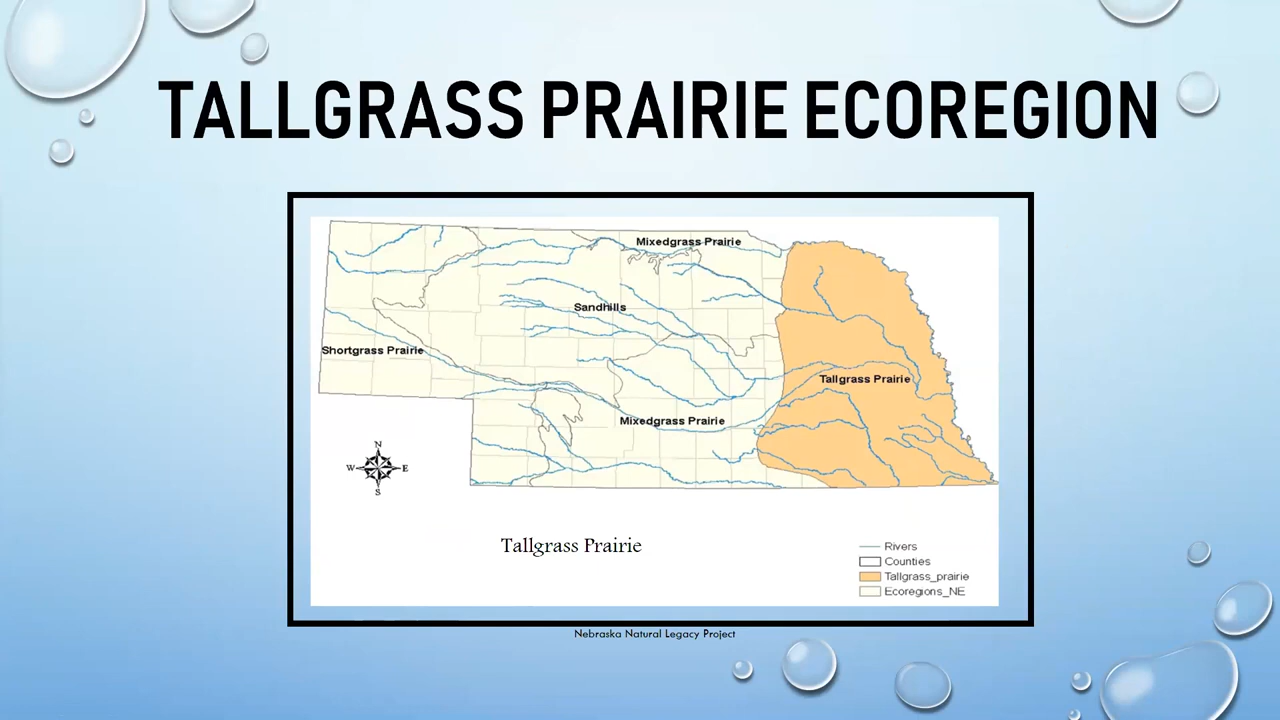 TALLGRASS PRAIRIE ECOREGION
Mixedgrass Prairie
Sandhills
Shortgrass Prairie
Tallgrass Prairie
Mixedgrass Prairie
N
W E
S
Tallgrass Prairie
Rivers
Counties
Tallgrass_prairie
Ecoregions_NE
Nebraska Natural Legacy Project